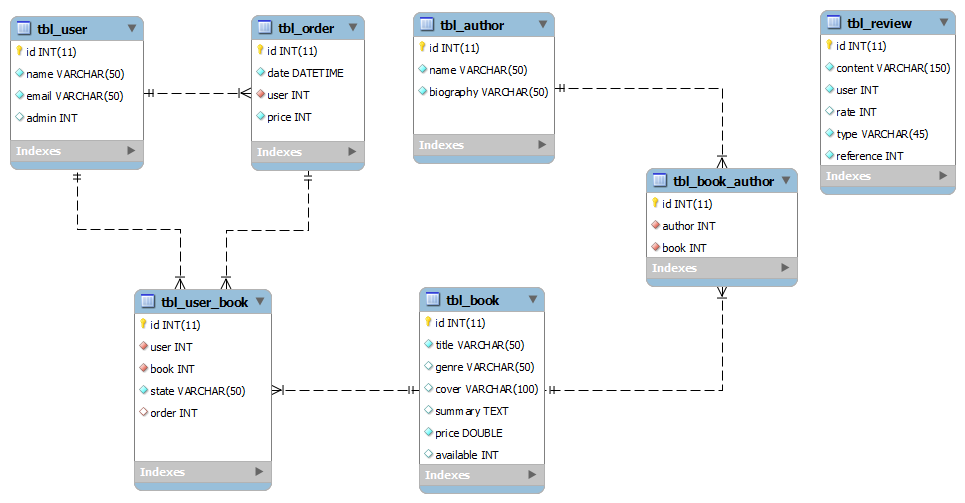 tbl_user
id INT(11)
name VARCHAR(50)
email VARCHAR(50)
admin INT
Indexes
tbl_order
id INT(11)
date DATETIME
user INT
price INT
Indexes
tbl_author
id INT(11)
name VARCHAR(50)
biography VARCHAR(50)
Indexes
tbl_review
id INT(11)
content VARCHAR(150)
user INT
rate INT
type VARCHAR(45)
reference INT
Indexes
tbl_book_author
id INT(11)
author INT
book INT
Indexes
tbl_user_book
id INT(11)
user INT
book INT
state VARCHAR(50)
order INT
Indexes
tbl_book
id INT(11)
title VARCHAR(50)
genre VARCHAR(50)
cover VARCHAR(100)
summary TEXT
price DOUBLE
available INT
Indexes